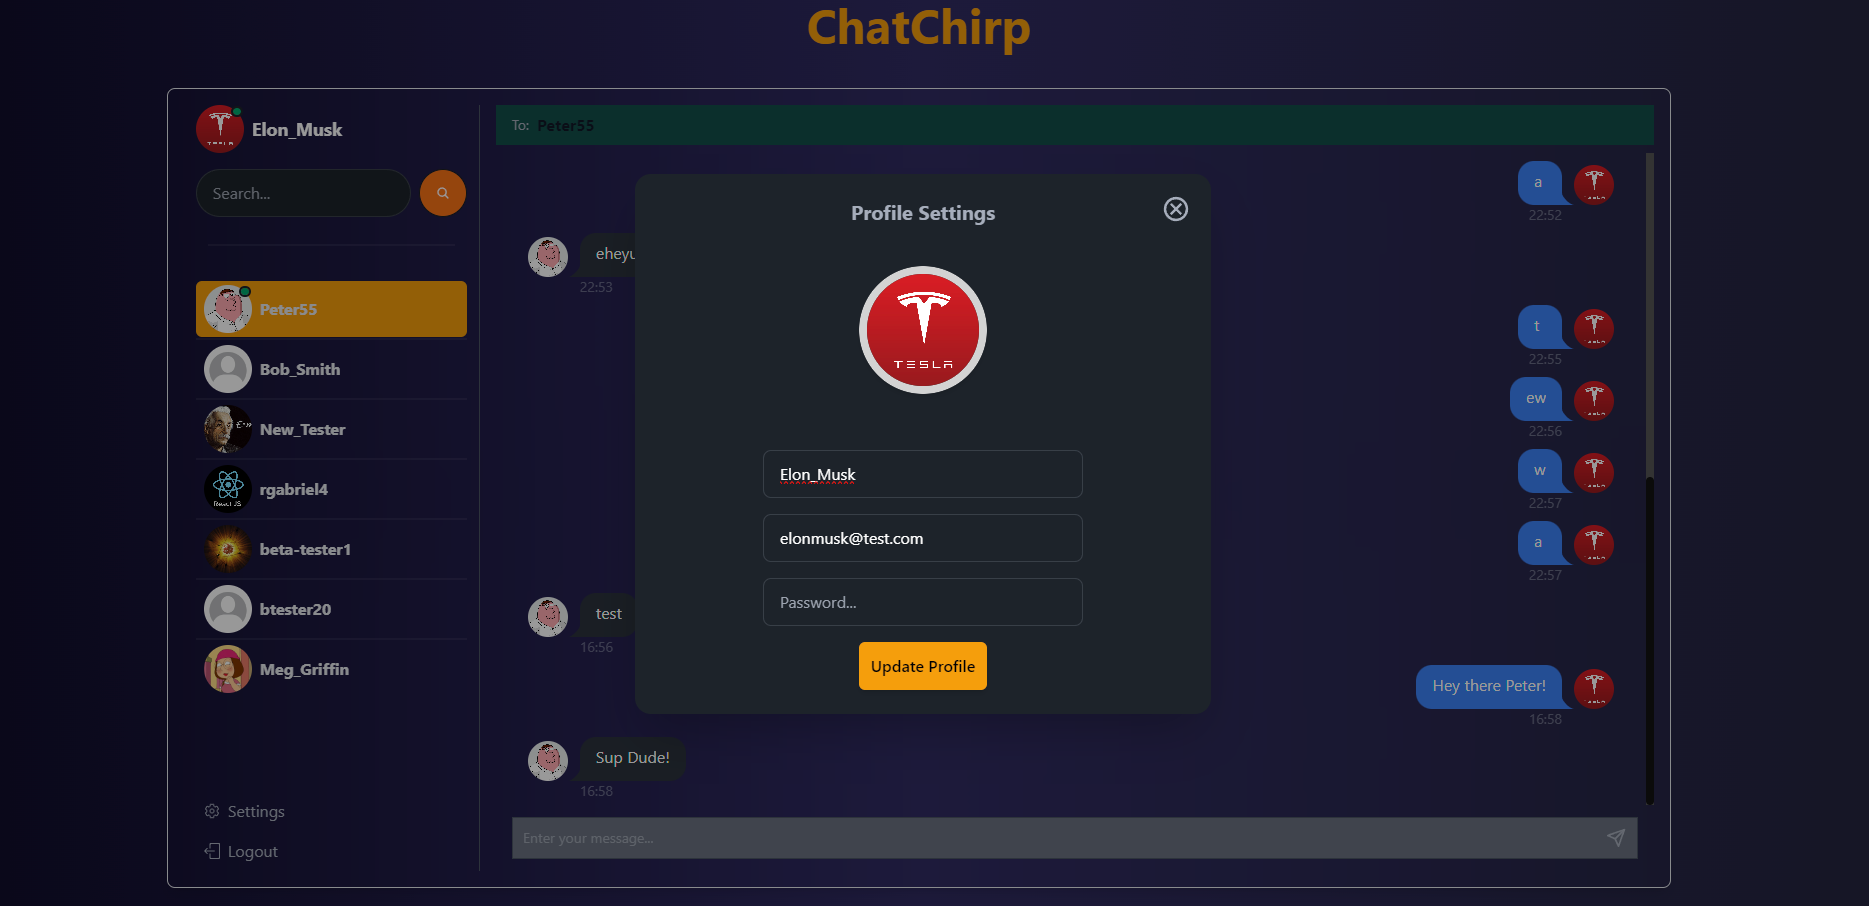 ChatChirp
Elon_Musk
Search...
Peter55
Bob_Smith
New_Tester
rgabriel4
beta-tester1
btester20
Meg_Griffin
Settings
Logout
To: Peter55
a
22:52
eheyu
22:53
t
22:55
ew
22:56
w
22:57
a
22:57
test
16:56
Hey there Peter!
16:58
Sup Dude!
16:58
Enter your message...
Profile Settings
TESLA
Elon_Musk
elonmusk@test.com
Password...
Update Profile